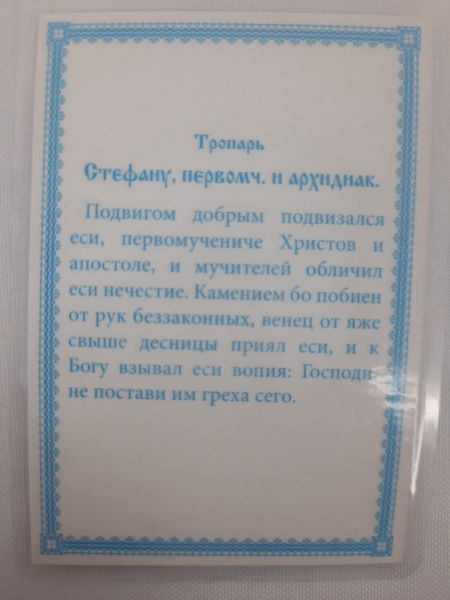 Тропарь
Стефану, первомч. и архидиак.
Подвигом добрым подвизался
еси, первомучениче Христов и
апостоле, и мучителей обличил
еси нечестие. Камением бо побиен
от рук беззаконных, венец от яже
свыше десницы приял еси, и к
Богу взывал еси вопия: Господи,
не постави им греха сего.